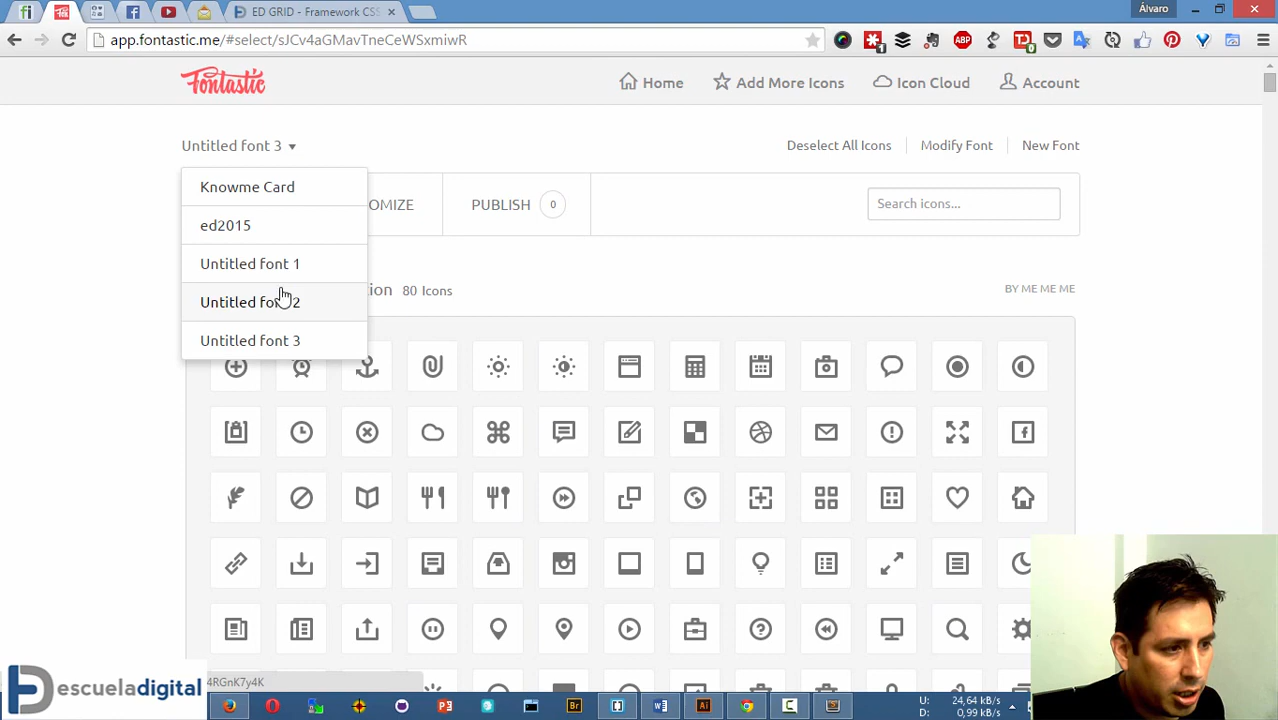 ED GRID - Framework CSS
Álvaro
app.fontastic.me/#select/sJCv4aGMavTneCeWSxmiwR
Fontastic
Home
Add More Icons
Icon Cloud
Account
Untitled font 3
Deselect All Icons
Modify Font
New Font
Knowme Card
ed2015
Untitled font 1
Untitled font 2
Untitled font 3
OMIZE
PUBLISH 0
Search icons...
tion 80 Icons
BY ME ME ME
4RGnK7y4K
escueladigital
U: 24,64 kB/s
D: 0,99 kB/s